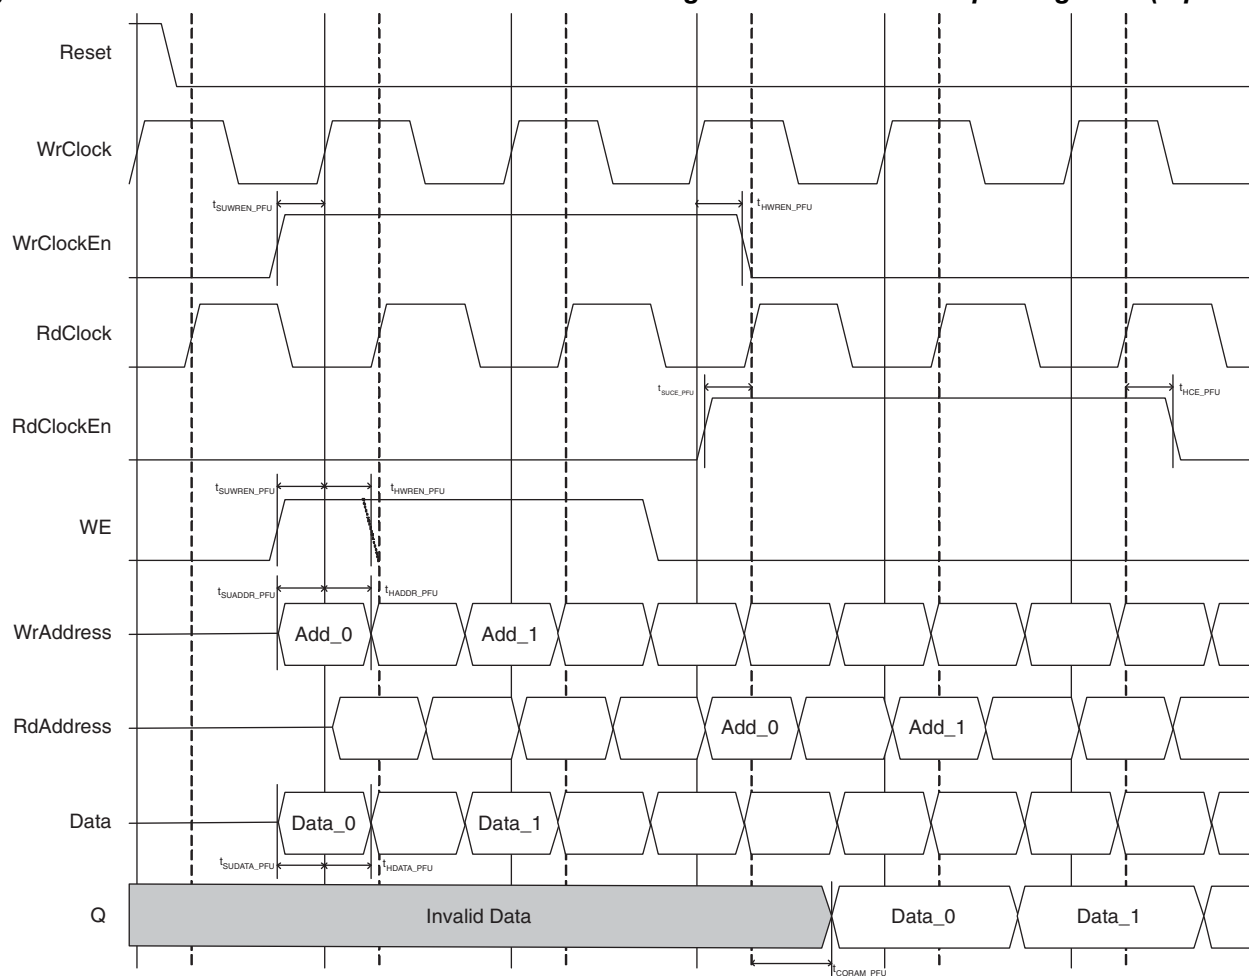 Reset
WrClock
tSUWREN_PFU
tHWREN_PFU
WrClockEn
RdClock
tSUCE_PFU
tHCE_PFU
RdClockEn
tSUWREN_PFU
tHWREN_PFU
WE
tSUADDR_PFU
tHADDR_PFU
WrAddress Add_0 Add_1
RdAddress Add_0 Add_1
Data Data_0 Data_1
tSUDATA_PFU
tHDATA_PFU
Q Invalid Data Data_0 Data_1
tCORAM_PFU